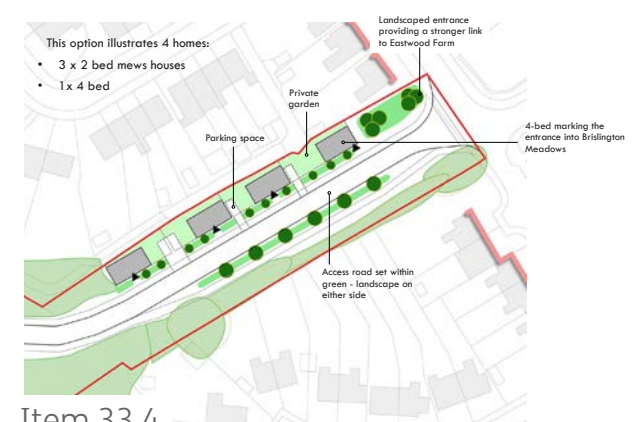 Landscaped entrance
providing a stronger link
to Eastwood Farm
This option illustrates 4 homes:
• 3 x 2 bed mews houses
• 1x 4 bed
Private
garden
Parking space
4-bed marking the
entrance into Brislington
Meadows
Access road set within
green - landscape on
either side
Item 33.4